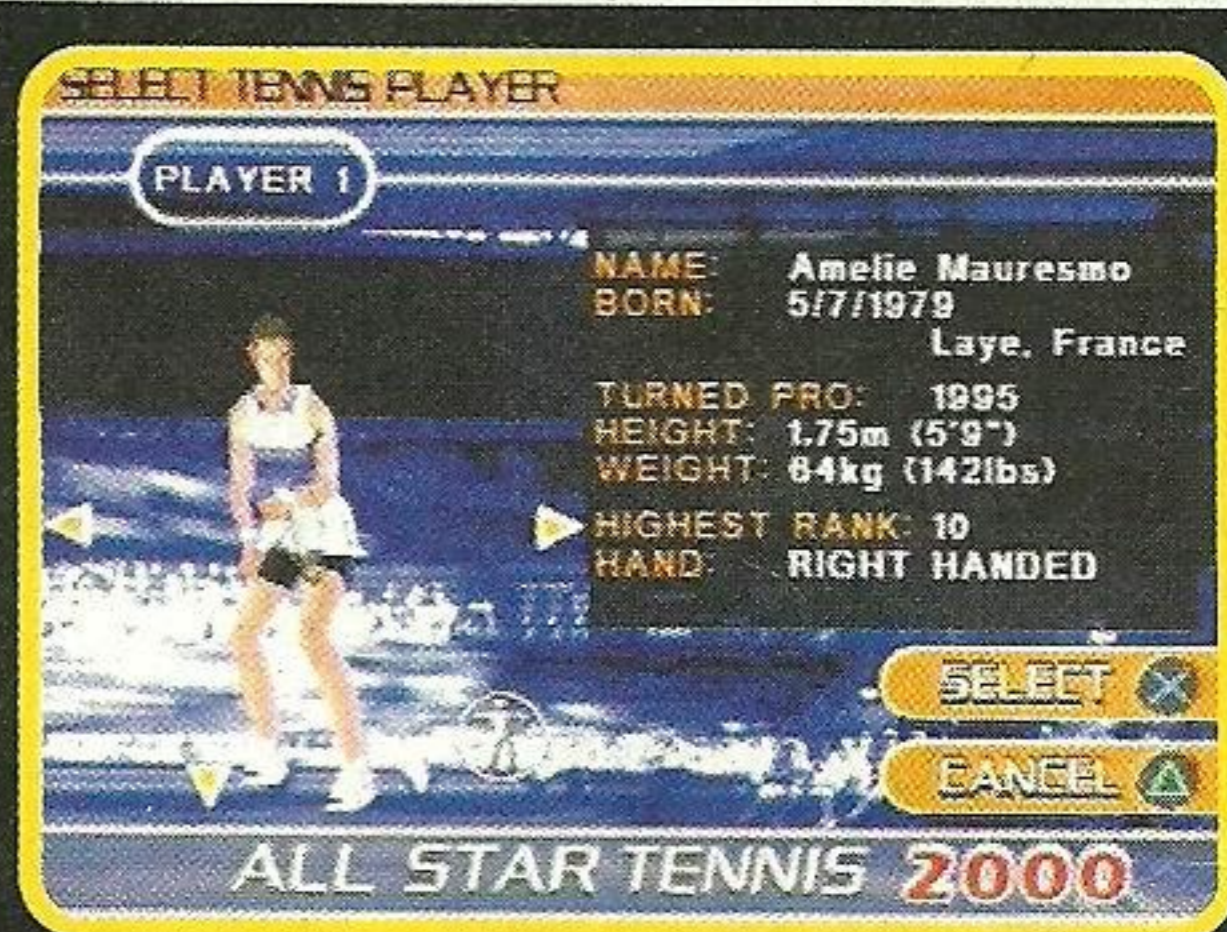 SELECT TENNIS PLAYER
PLAYER 1
NAME: Amelie Mauresmo
BORN: 5/7/1979
Laye, France
TURNED PRO: 1995
HEIGHT: 1.75m (5'9")
WEIGHT: 64kg (142lbs)
HIGHEST RANK: 10
HAND: RIGHT HANDED
SELECT
CANCEL
ALL STAR TENNIS 2000